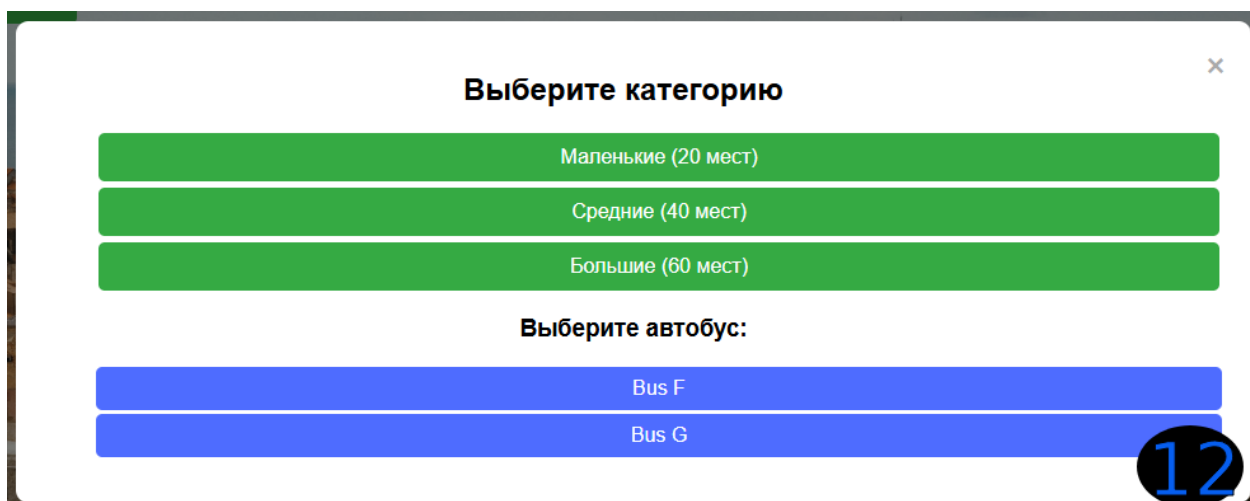 ×
Выберите категорию
Маленькие (20 мест)
Средние (40 мест)
Большие (60 мест)
Выберите автобус:
Bus F
Bus G
12